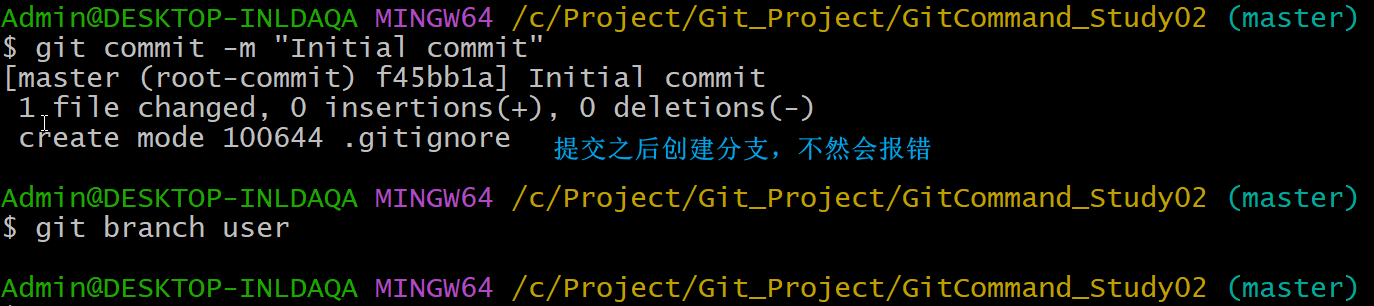 Admin@DESKTOP-INLDAQA MINGW64 /c/Project/Git_Project/GitCommand_Study02 (master)
$ git commit -m "Initial commit"
[master (root-commit) f45bb1a] Initial commit
 1 file changed, 0 insertions(+), 0 deletions(-)
 create mode 100644 .gitignore 提交之后创建分支，不然会报错
Admin@DESKTOP-INLDAQA MINGW64 /c/Project/Git_Project/GitCommand_Study02 (master)
$ git branch user
Admin@DESKTOP-INLDAQA MINGW64 /c/Project/Git_Project/GitCommand_Study02 (master)